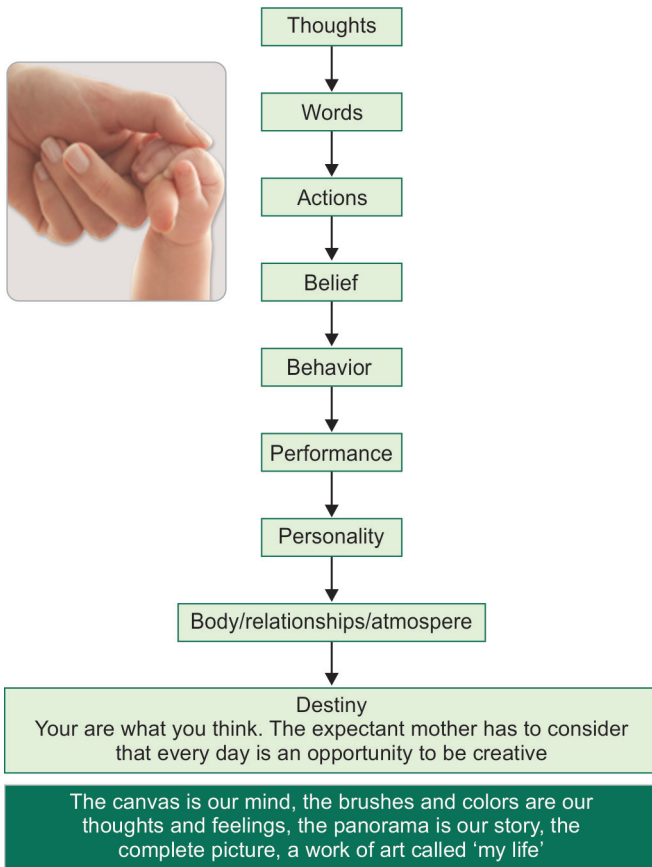 Thoughts
Words
Actions
Belief
Behavior
Performance
Personality
Body/relationships/atmospere
Destiny
Your are what you think. The expectant mother has to consider
that every day is an opportunity to be creative
The canvas is our mind, the brushes and colors are our
thoughts and feelings, the panorama is our story, the
complete picture, a work of art called ‘my life’